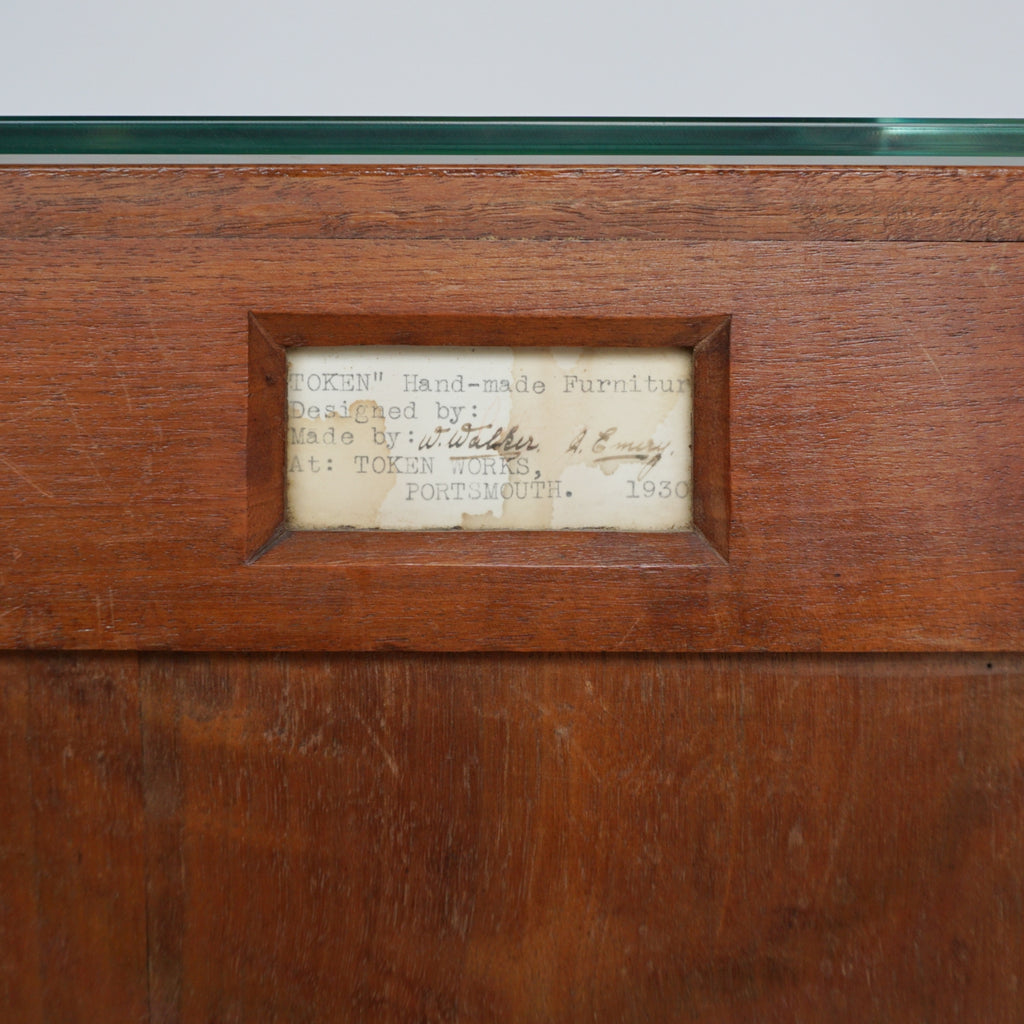 TOKEN" Hand-made Furnitur
Designed by:
Made by: W. Walker. A. Emery.
At: TOKEN WORKS,
PORTSMOUTH. 1930